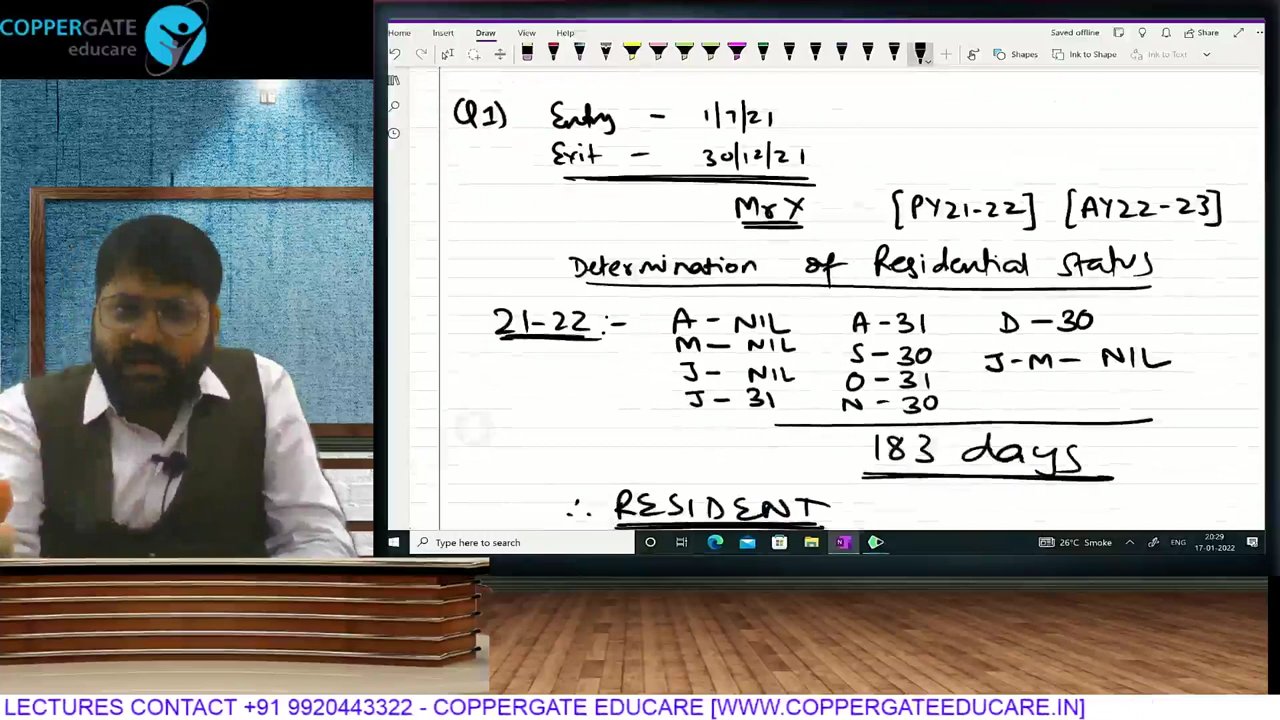 COPPERGATE
educare
Home Insert Draw View Help
Saved offline
Share
Shapes
Ink to Shape
Ink to Text
Q1) Entry - 1/7/21
Exit - 30/12/21
Mr X [PY21-22] [AY22-23]
Determination of Residential Status
21-22 :- A - NIL A - 31 D - 30
M - NIL S - 30 J-M- NIL
J - NIL O - 31
J - 31 N - 30
183 days
∴ RESIDENT
Type here to search
26°C Smoke
ENG
20:29
17-01-2022
LECTURES CONTACT +91 9920443322 - COPPERGATE EDUCARE [WWW.COPPERGATEEDUCARE.IN]